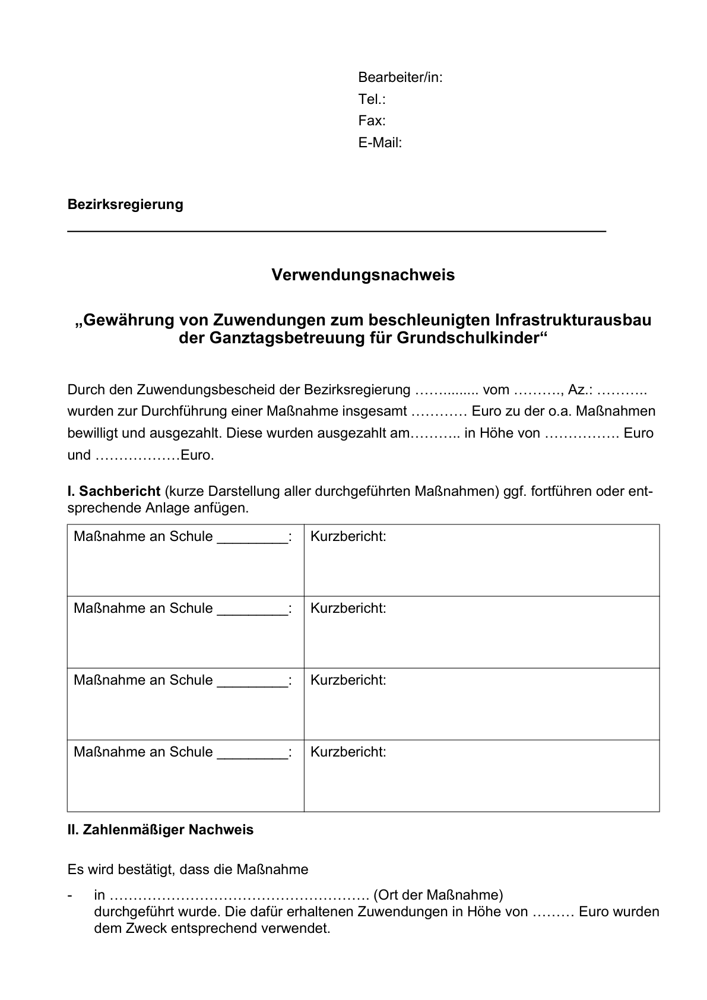 Bearbeiter/in:
Tel.:
Fax:
E-Mail:
Bezirksregierung
Verwendungsnachweis
„Gewährung von Zuwendungen zum beschleunigten Infrastrukturausbau
der Ganztagsbetreuung für Grundschulkinder“
Durch den Zuwendungsbescheid der Bezirksregierung ……........ vom ………., Az.: ………..
wurden zur Durchführung einer Maßnahme insgesamt ………… Euro zu der o.a. Maßnahmen
bewilligt und ausgezahlt. Diese wurden ausgezahlt am……….. in Höhe von ……………. Euro
und ………………Euro.
I. Sachbericht (kurze Darstellung aller durchgeführten Maßnahmen) ggf. fortführen oder ent-
sprechende Anlage anfügen.
Maßnahme an Schule _________: Kurzbericht:
Maßnahme an Schule _________: Kurzbericht:
Maßnahme an Schule _________: Kurzbericht:
Maßnahme an Schule _________: Kurzbericht:
II. Zahlenmäßiger Nachweis
Es wird bestätigt, dass die Maßnahme
- in ………………………………………………. (Ort der Maßnahme)
durchgeführt wurde. Die dafür erhaltenen Zuwendungen in Höhe von ……… Euro wurden
dem Zweck entsprechend verwendet.